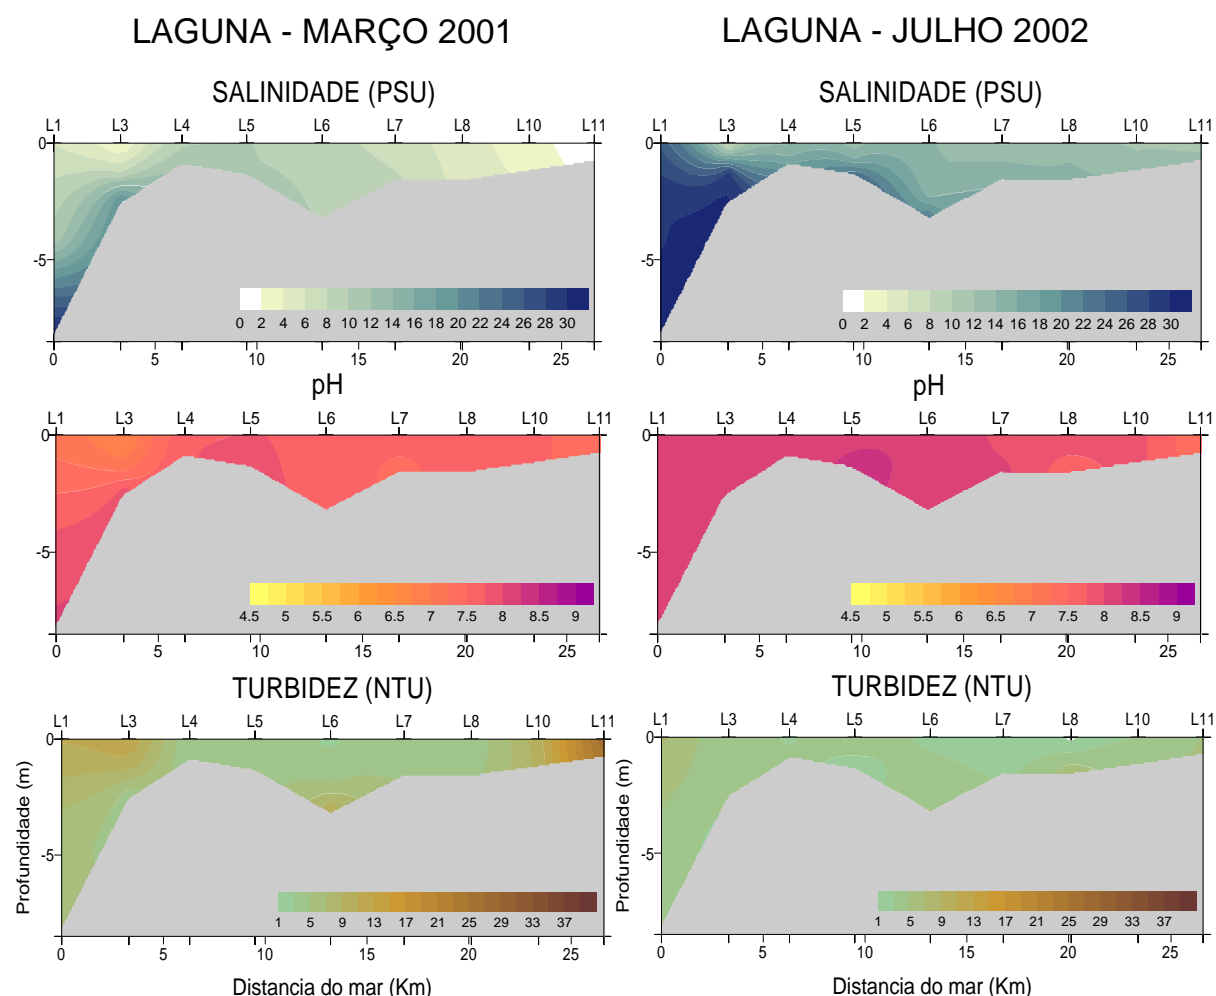 LAGUNA - MARÇO 2001
LAGUNA - JULHO 2002
SALINIDADE (PSU)
L1 L3 L4 L5 L6 L7 L8 L10 L11
0
-5
0 2 4 6 8 10 12 14 16 18 20 22 24 26 28 30
0 5 10 15 20 25
SALINIDADE (PSU)
L1 L3 L4 L5 L6 L7 L8 L10 L11
0
-5
0 2 4 6 8 10 12 14 16 18 20 22 24 26 28 30
0 5 10 15 20 25
pH
L1 L3 L4 L5 L6 L7 L8 L10 L11
0
-5
4.5 5 5.5 6 6.5 7 7.5 8 8.5 9
0 5 10 15 20 25
pH
L1 L3 L4 L5 L6 L7 L8 L10 L11
0
-5
4.5 5 5.5 6 6.5 7 7.5 8 8.5 9
0 5 10 15 20 25
TURBIDEZ (NTU)
L1 L3 L4 L5 L6 L7 L8 L10 L11
Profundidade (m)
0
-5
1 5 9 13 17 21 25 29 33 37
0 5 10 15 20 25
Distancia do mar (Km)
TURBIDEZ (NTU)
L1 L3 L4 L5 L6 L7 L8 L10 L11
Profundidade (m)
0
-5
1 5 9 13 17 21 25 29 33 37
0 5 10 15 20 25
Distancia do mar (Km)